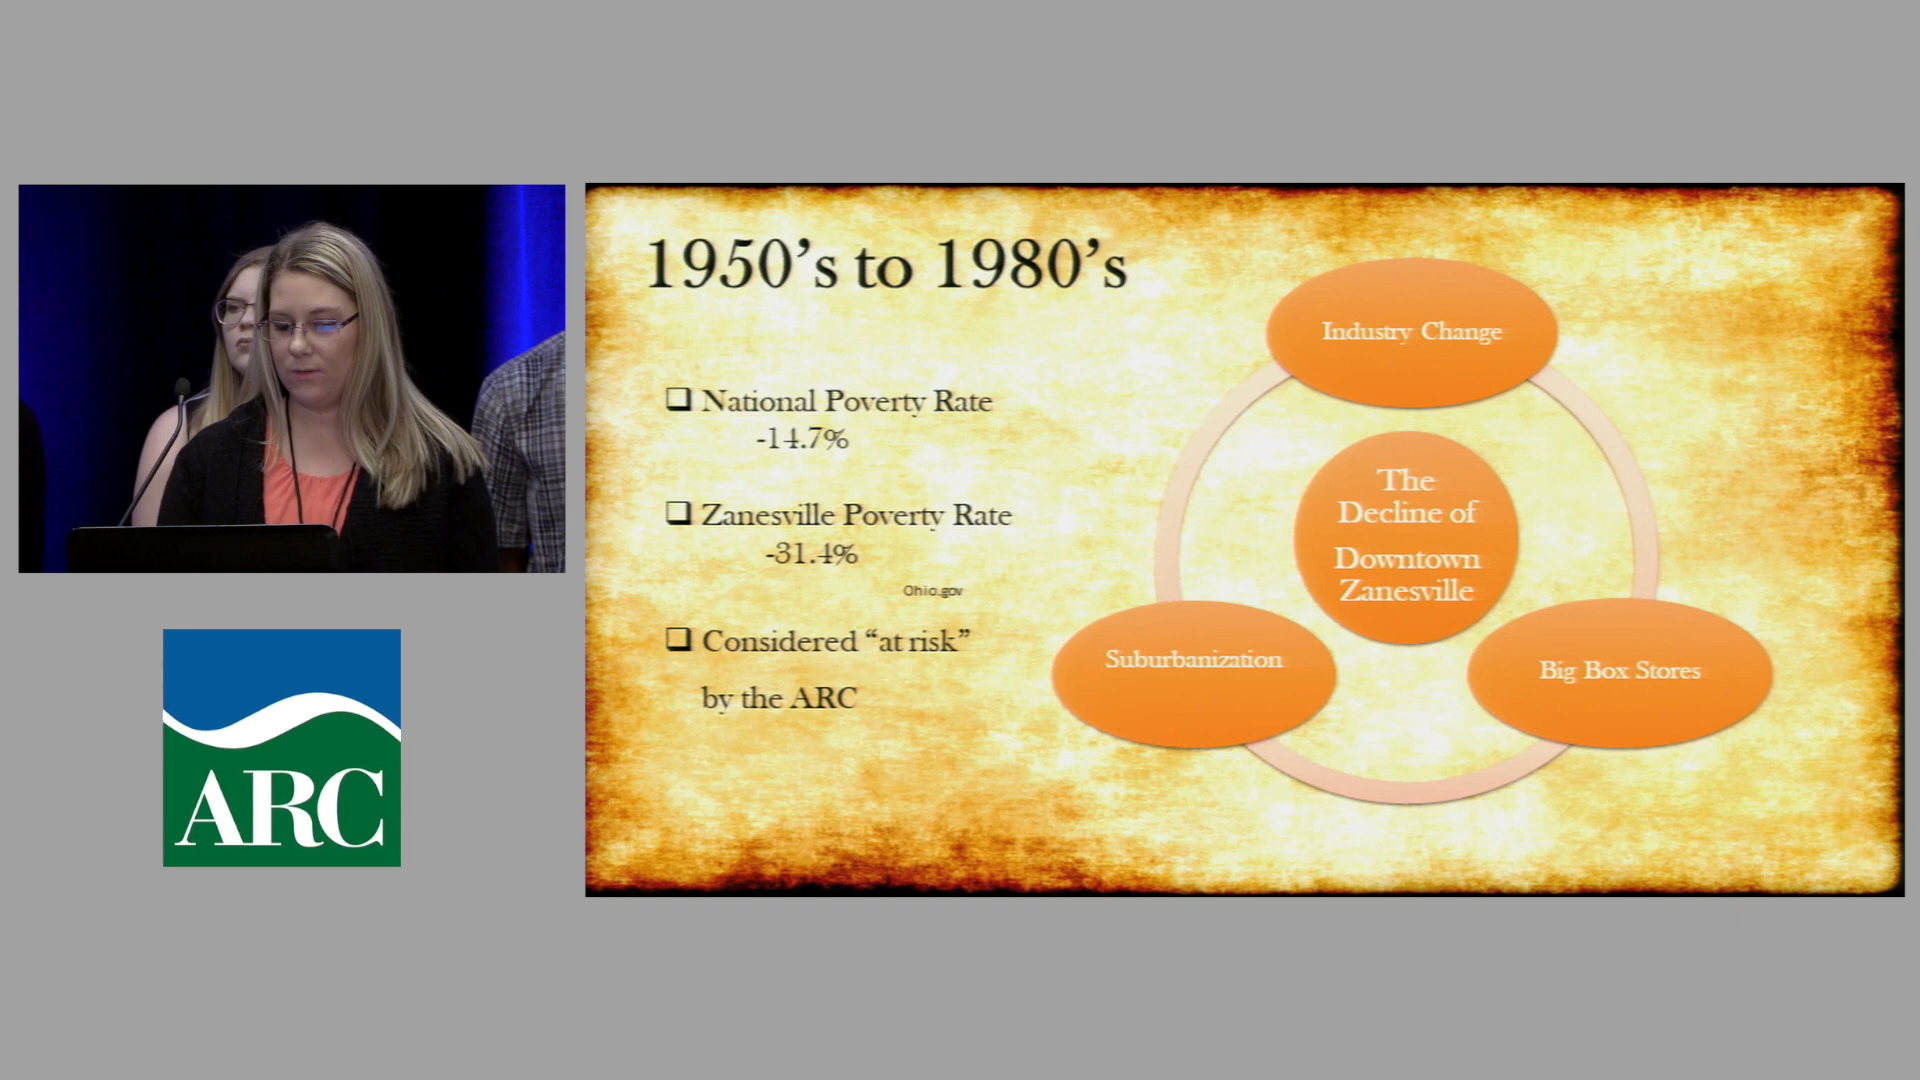 1950’s to 1980’s
❑ National Poverty Rate
-14.7%
❑ Zanesville Poverty Rate
-31.4%
Ohio.gov
❑ Considered “at risk”
by the ARC
Industry Change
The
Decline of
Downtown
Zanesville
Suburbanization
Big Box Stores
ARC